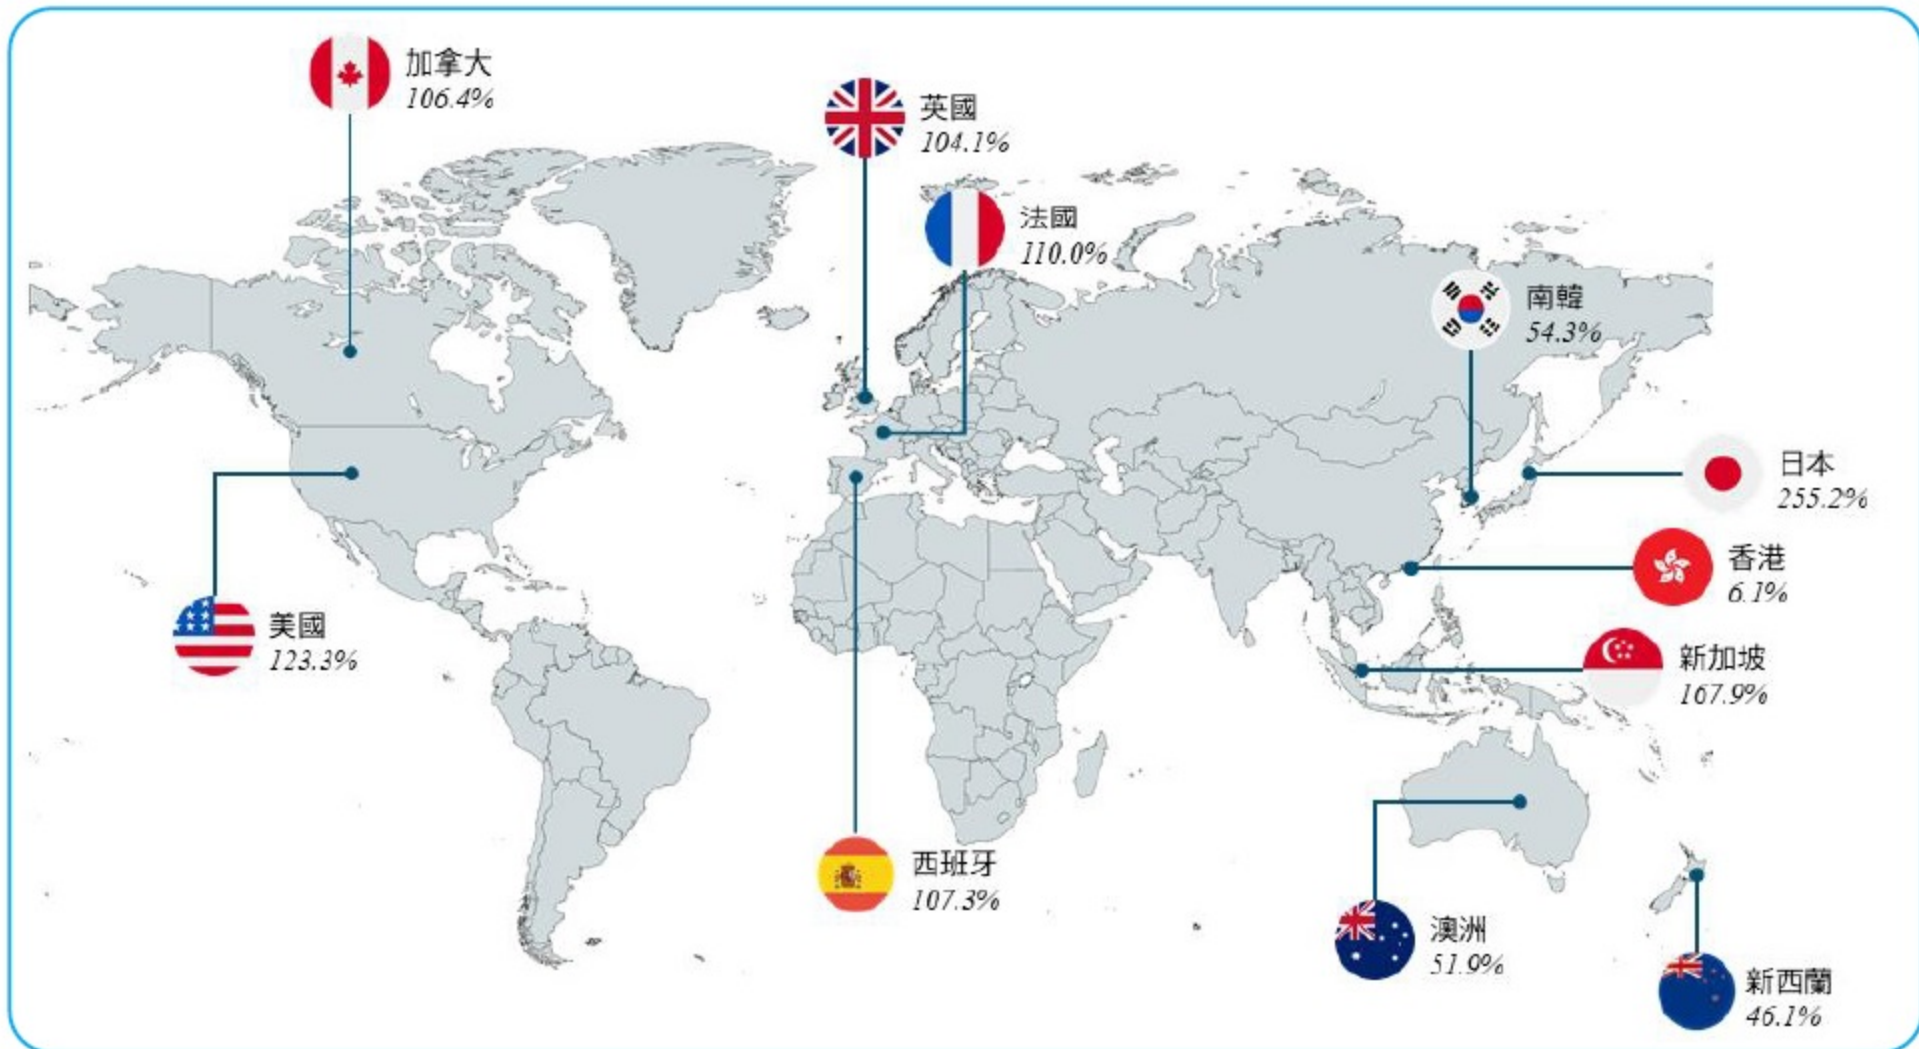 加拿大
106.4%
英國
104.1%
法國
110.0%
南韓
54.3%
日本
255.2%
香港
6.1%
美國
123.3%
新加坡
167.9%
西班牙
107.3%
澳洲
51.9%
新西蘭
46.1%